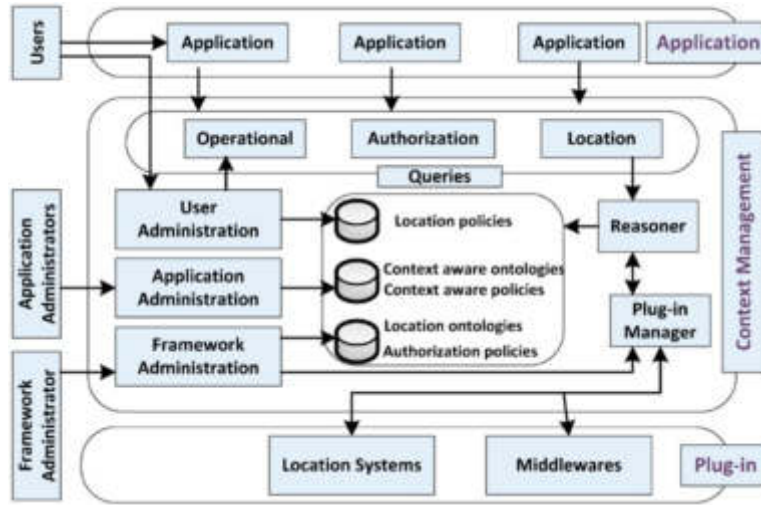 Users
Application
Application
Application
Application
Operational
Authorization
Location
Queries
User
Administration
Location policies
Reasoner
Context Management
Application
Administrators
Application
Administration
Context aware ontologies
Context aware policies
Plug-in
Manager
Framework
Administrator
Framework
Administration
Location ontologies
Authorization policies
Location Systems
Middlewares
Plug-in